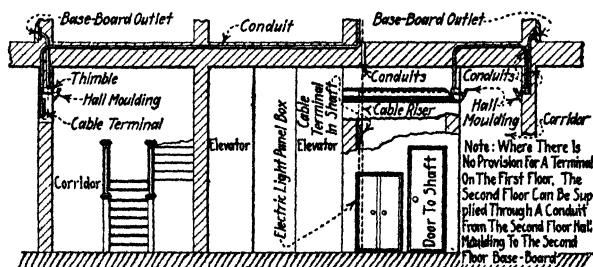 Base-Board Outlet
Conduit
Base-Board Outlet
Thimble
Hall Moulding
Cable Terminal
Conduits
Conduits
Cable Riser
Hall
Moulding
Corridor
Corridor
Elevator
Electric Light Panel Box
Elevator
Cable
Terminal
In Shaft
Door To Shaft
Note: Where There Is
No Provision For A Terminal
On The First Floor, The
Second Floor Can Be Sup
plied Through A Conduit
From The Second Floor Hall
Moulding To The Second
Floor Base-Board